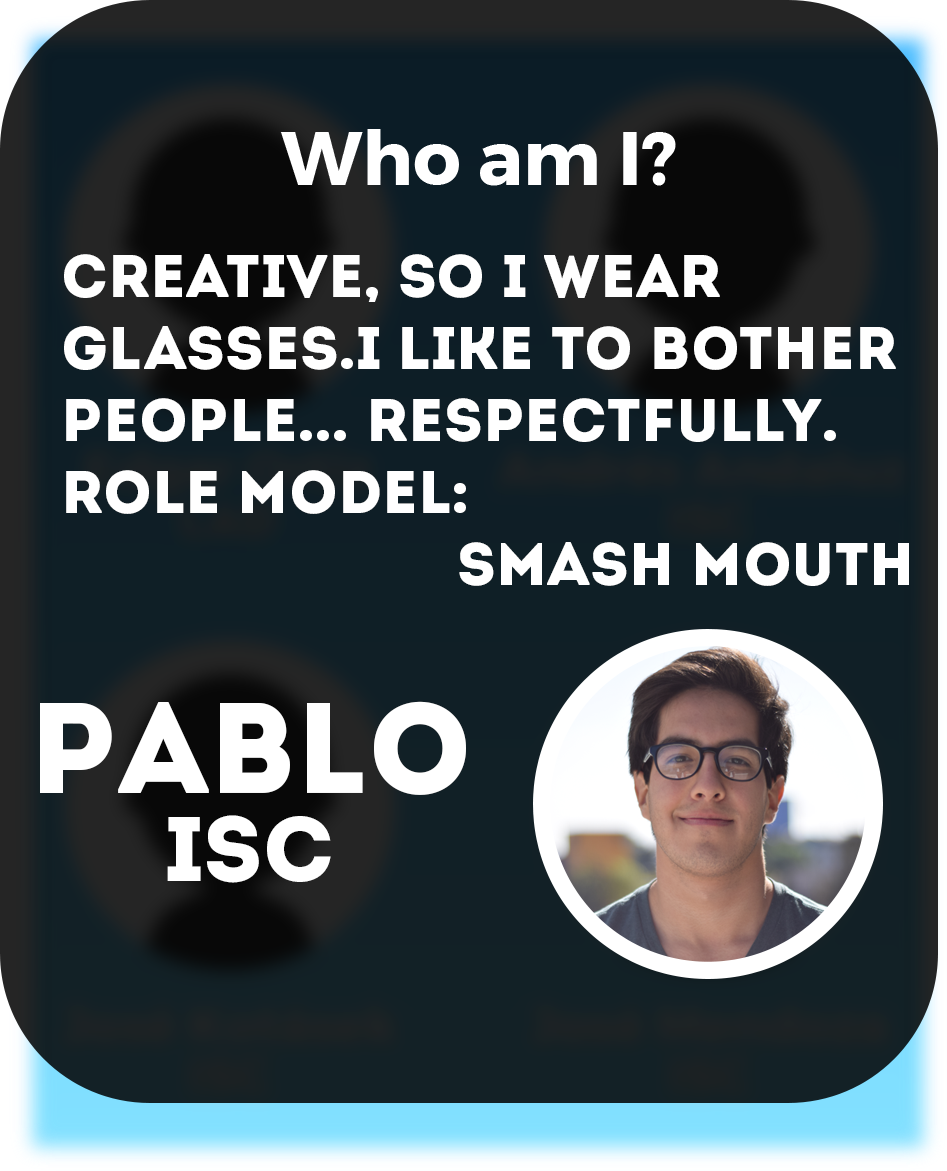 Who am I?
CREATIVE, SO I WEAR
GLASSES.I LIKE TO BOTHER
PEOPLE... RESPECTFULLY.
ROLE MODEL:
SMASH MOUTH
PABLO
ISC